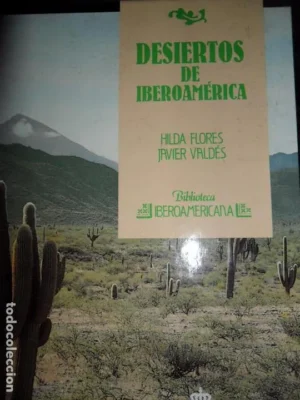 DESIERTOS
DE
IBEROAMÉRICA
HILDA FLORES
JAVIER VALDÉS
Biblioteca
IBEROAMERICANA
todocoleccion